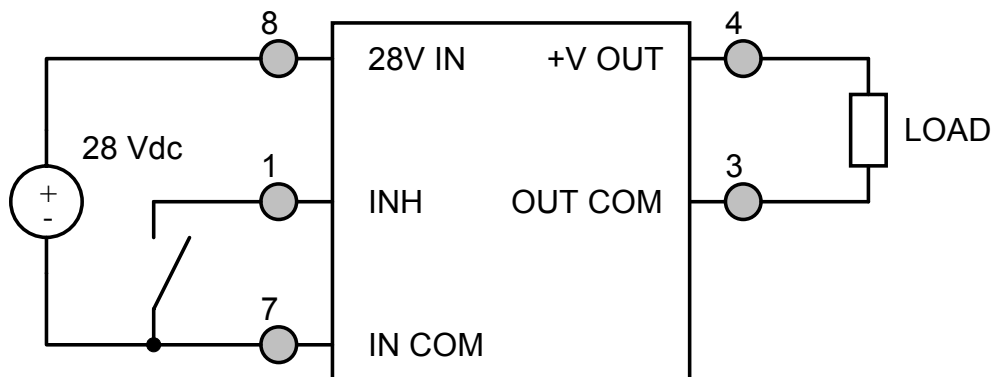 8
28V IN
+V OUT
4
28 Vdc
+
-
LOAD
1
INH
OUT COM
3
7
IN COM